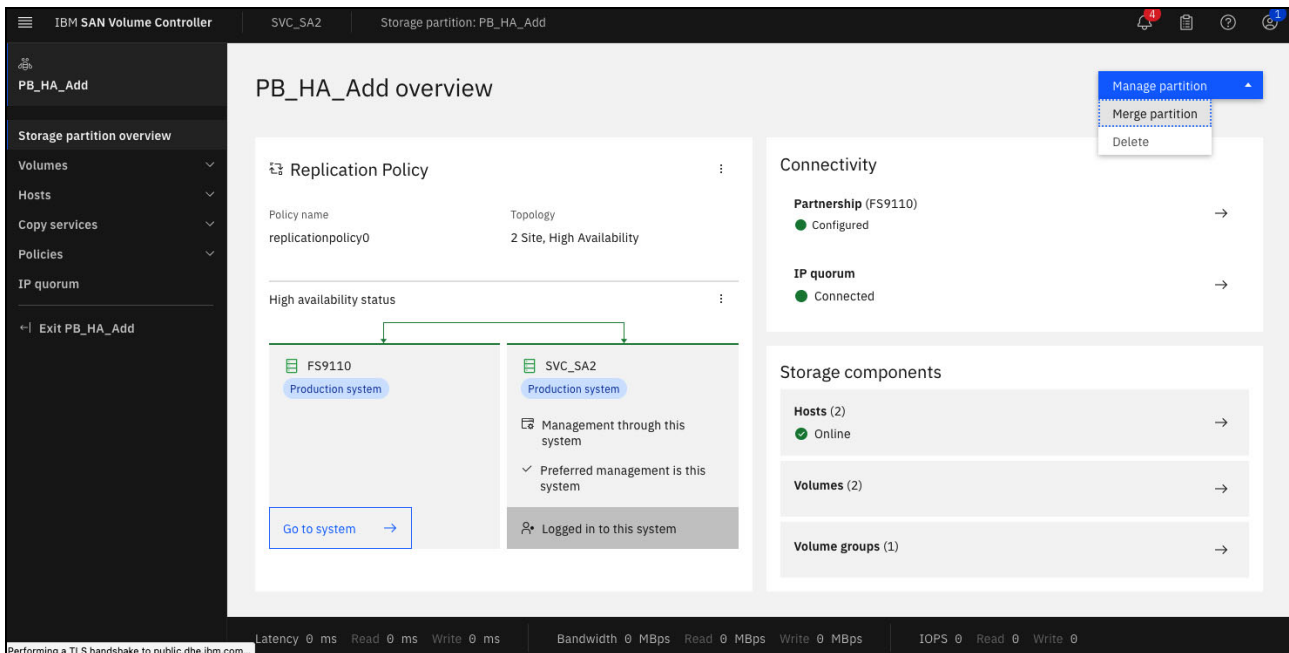 IBM SAN Volume Controller
SVC_SA2
Storage partition: PB_HA_Add
4
1
PB_HA_Add
Storage partition overview
Volumes
Hosts
Copy services
Policies
IP quorum
Exit PB_HA_Add
PB_HA_Add overview
Manage partition
Merge partition
Delete
Replication Policy
Policy name
Topology
replicationpolicy0
2 Site, High Availability
High availability status
FS9110
Production system
Go to system
SVC_SA2
Production system
Management through this
system
Preferred management is this
system
Logged in to this system
Connectivity
Partnership (FS9110)
Configured
IP quorum
Connected
Storage components
Hosts (2)
Online
Volumes (2)
Volume groups (1)
Latency 0 ms Read 0 ms Write 0 ms
Bandwidth 0 MBps Read 0 MBps Write 0 MBps
IOPS 0 Read 0 Write 0
Performing a TLS handshake to public.dhe.ibm.com...